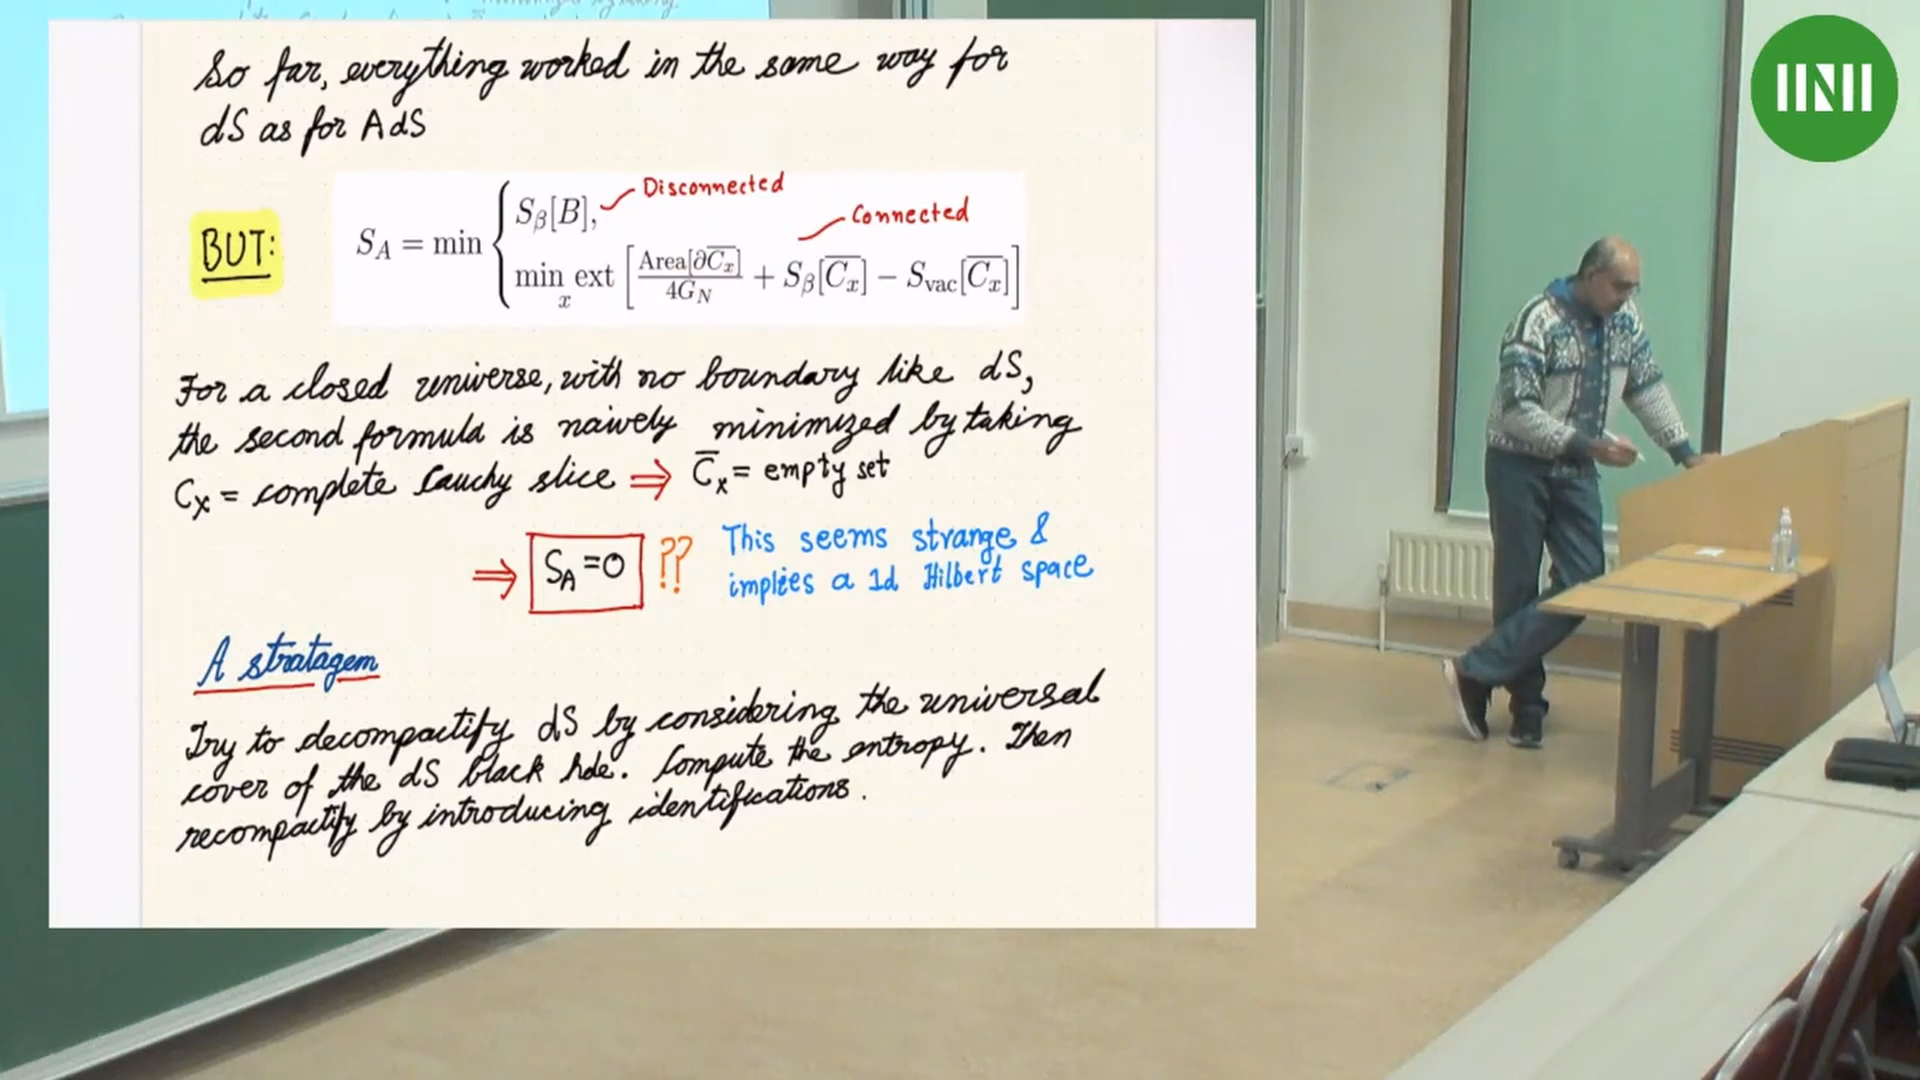 So far, everything worked in the same way for
dS as for AdS
BUT:
S_A = min { S_β[B], Disconnected
min ext_x [ Area[∂C̅_x] / 4G_N + S_β[C̅_x] − S_vac[C̅_x] ] Connected
For a closed universe, with no boundary like dS,
the second formula is naively minimized by taking
C_x = complete Cauchy slice ⇒ C̅_x = empty set
⇒ S_A = 0 ?? This seems strange &
implies a 1d Hilbert space
A stratagem
Try to decompactify dS by considering the universal
cover of the dS black hole. Compute the entropy. Then
recompactify by introducing identifications.